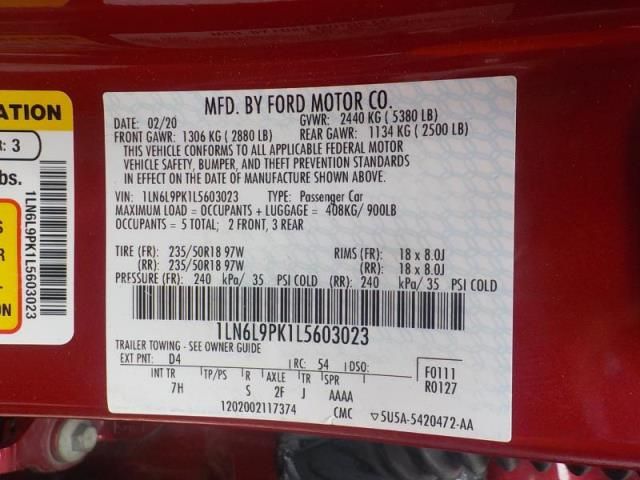 ATION
R: 3
bs.
1LN6L9PK1L5603023
R
ON
MFD. BY FORD MOTOR CO.
DATE: 02/20 GVWR: 2440 KG ( 5380 LB)
FRONT GAWR: 1306 KG ( 2880 LB) REAR GAWR: 1134 KG ( 2500 LB)
THIS VEHICLE CONFORMS TO ALL APPLICABLE FEDERAL MOTOR
VEHICLE SAFETY, BUMPER, AND THEFT PREVENTION STANDARDS
IN EFFECT ON THE DATE OF MANUFACTURE SHOWN ABOVE.
VIN: 1LN6L9PK1L5603023 TYPE: Passenger Car
MAXIMUM LOAD = OCCUPANTS + LUGGAGE = 408KG/ 900LB
OCCUPANTS = 5 TOTAL; 2 FRONT, 3 REAR
TIRE (FR): 235/50R18 97W RIMS (FR): 18 x 8.0J
(RR): 235/50R18 97W (RR): 18 x 8.0J
PRESSURE (FR): 240 kPa/ 35 PSI COLD (RR): 240 kPa/ 35 PSI COLD
1LN6L9PK1L5603023
TRAILER TOWING - SEE OWNER GUIDE
EXT PNT: D4 RC: 54 DSO: F0111
INT TR TP/PS R AXLE TR SPR R0127
7H S 2F J AAAA
1202002117374 CMC 5U5A-5420472-AA